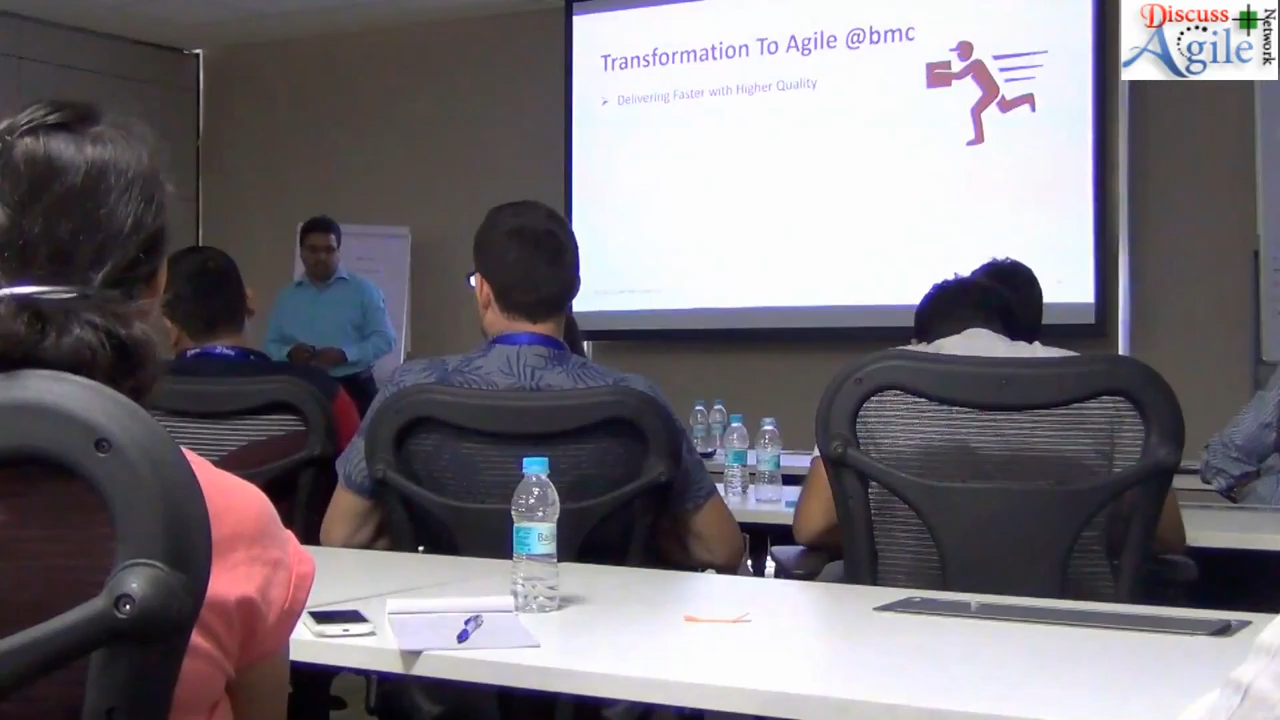 Transformation To Agile @bmc
➤ Delivering Faster with Higher Quality
Discuss
Agile
Network